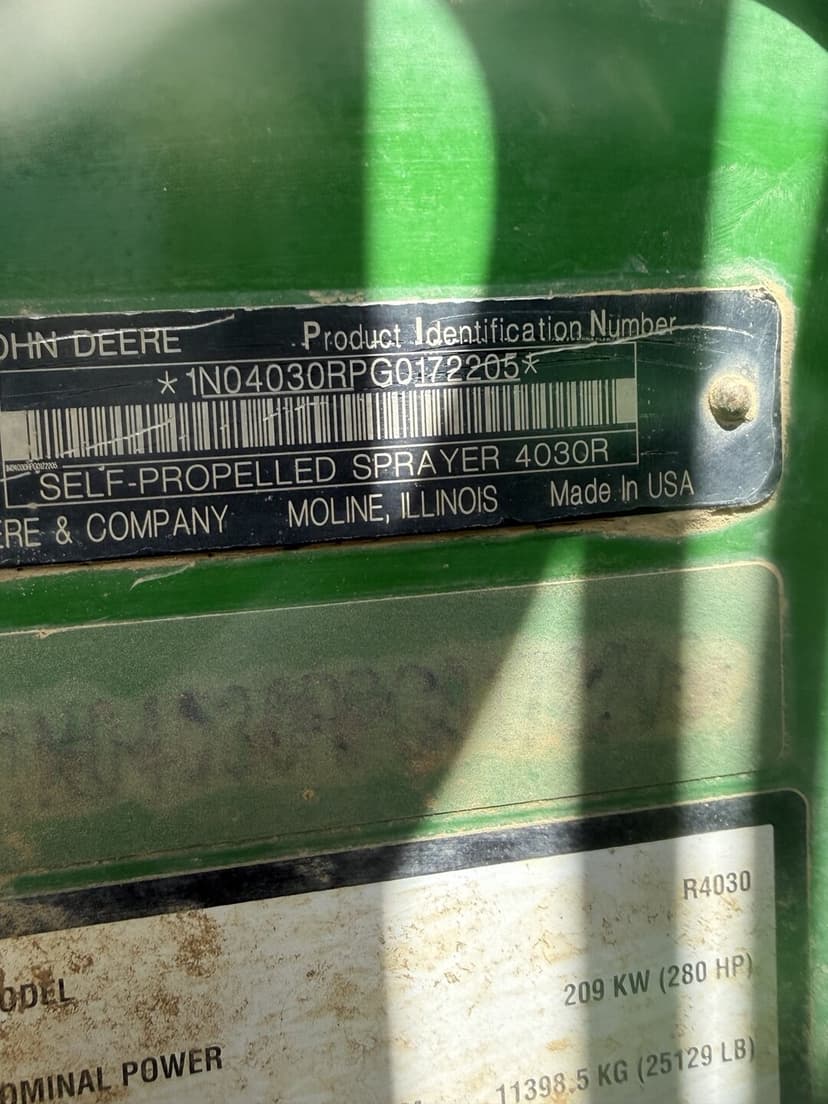 OHN DEERE Product Identification Number
*1N04030RPG0172205*
SELF-PROPELLED SPRAYER 4030R
ERE & COMPANY MOLINE, ILLINOIS Made In USA
R4030
ODEL 209 KW (280 HP)
OMINAL POWER 11398.5 KG (25129 LB)